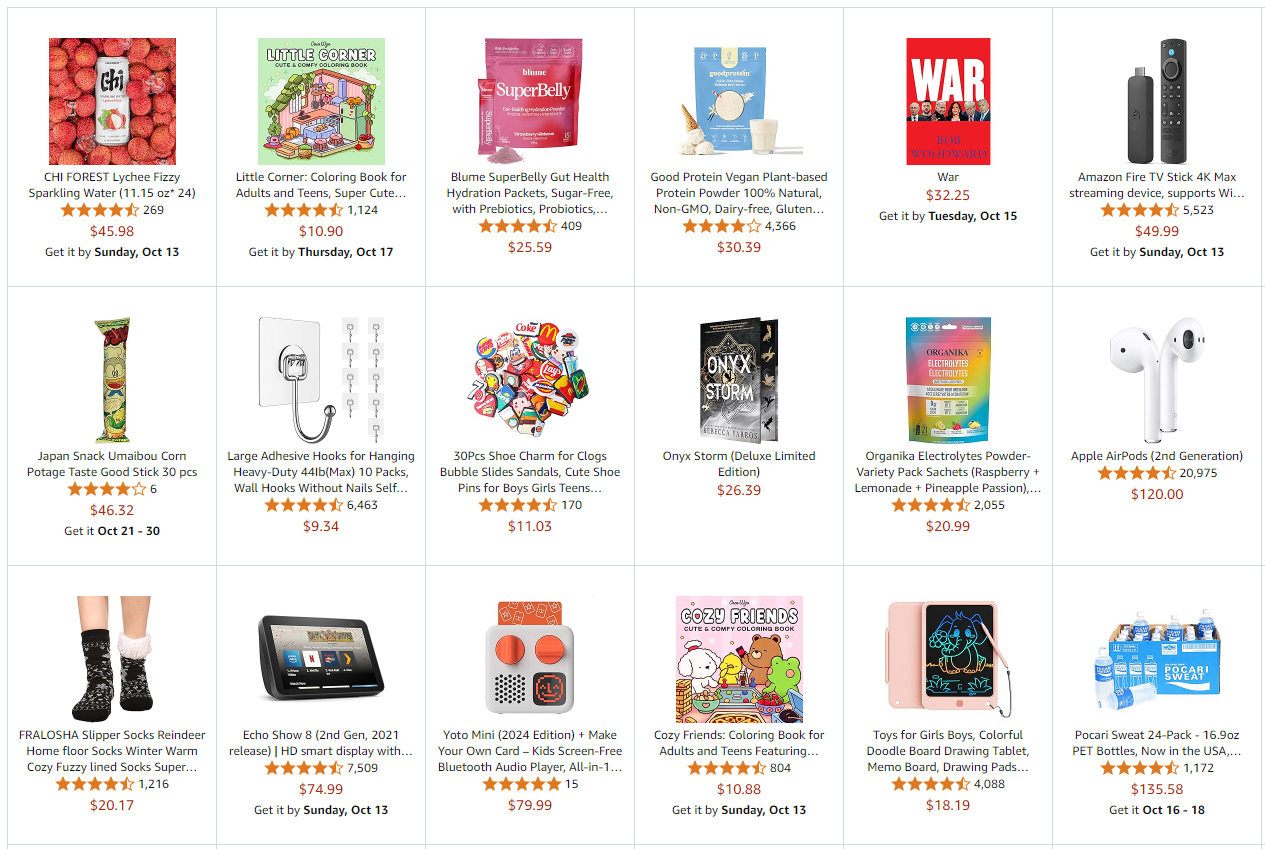 chi
CHI FOREST Lychee Fizzy
Sparkling Water (11.15 oz* 24)
269
$45.98
Get it by Sunday, Oct 13
Coco Wyo
LITTLE CORNER
CUTE & COMFY COLORING BOOK
Little Corner: Coloring Book for
Adults and Teens, Super Cute...
1,124
$10.90
Get it by Thursday, Oct 17
blume
SuperBelly
Gut-Building Hydration Powder
Strawberry Hibiscus
SuperBelly
Blume SuperBelly Gut Health
Hydration Packets, Sugar-Free,
with Prebiotics, Probiotics,...
409
$25.59
goodprotein
Good Protein Vegan Plant-based
Protein Powder 100% Natural,
Non-GMO, Dairy-free, Gluten...
4,366
$30.39
WAR
BOB
WOODWARD
War
$32.25
Get it by Tuesday, Oct 15
Amazon Fire TV Stick 4K Max
streaming device, supports Wi...
5,523
$49.99
Get it by Sunday, Oct 13
Japan Snack Umaibou Corn
Potage Taste Good Stick 30 pcs
6
$46.32
Get it Oct 21 - 30
Large Adhesive Hooks for Hanging
Heavy-Duty 44Ib(Max) 10 Packs,
Wall Hooks Without Nails Self...
6,463
$9.34
Coke
Lay's
30Pcs Shoe Charm for Clogs
Bubble Slides Sandals, Cute Shoe
Pins for Boys Girls Teens...
170
$11.03
ONYX
STORM
REBECCA YARROS
Onyx Storm (Deluxe Limited
Edition)
$26.39
ORGANIKA
ELECTROLYTES
ÉLECTROLYTES
Organika Electrolytes Powder-
Variety Pack Sachets (Raspberry +
Lemonade + Pineapple Passion),...
2,055
$20.99
Apple AirPods (2nd Generation)
20,975
$120.00
FRALOSHA Slipper Socks Reindeer
Home floor Socks Winter Warm
Cozy Fuzzy lined Socks Super...
1,216
$20.17
Echo Show 8 (2nd Gen, 2021
release) | HD smart display with...
7,509
$74.99
Get it by Sunday, Oct 13
Yoto Mini (2024 Edition) + Make
Your Own Card – Kids Screen-Free
Bluetooth Audio Player, All-in-1...
15
$79.99
Coco Wyo
COZY FRIENDS
CUTE & COMFY COLORING BOOK
Cozy Friends: Coloring Book for
Adults and Teens Featuring...
804
$10.88
Get it by Sunday, Oct 13
Toys for Girls Boys, Colorful
Doodle Board Drawing Tablet,
Memo Board, Drawing Pads...
4,088
$18.19
POCARI
SWEAT
Pocari Sweat 24-Pack - 16.9oz
PET Bottles, Now in the USA,...
1,172
$135.58
Get it Oct 16 - 18